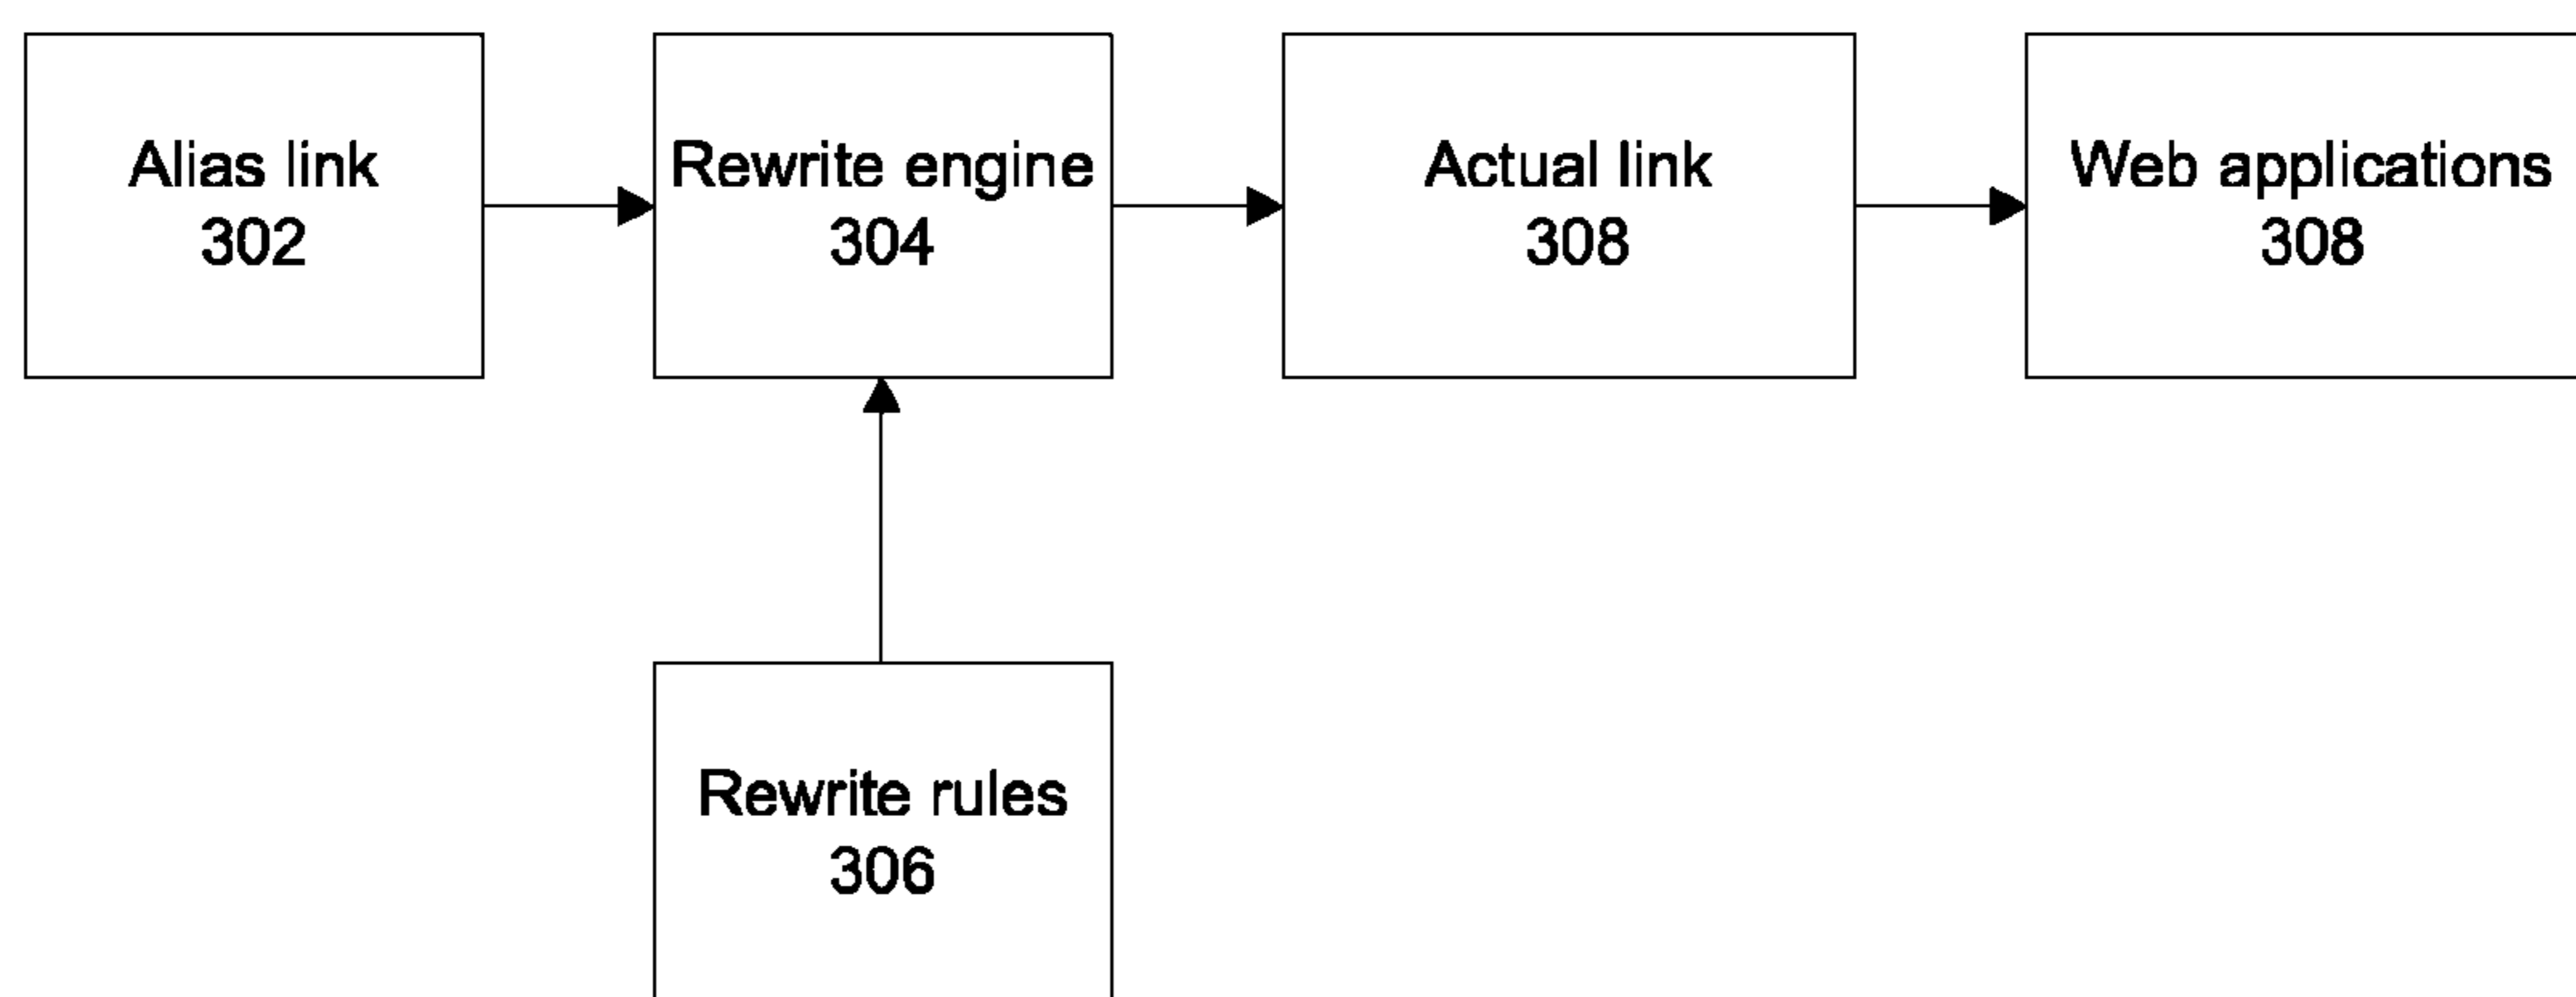 Alias link
302
Rewrite engine
304
Actual link
308
Web applications
308
Rewrite rules
306